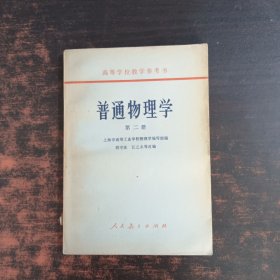 高等学校教学参考书
普通物理学
第二册
上海市高等工业学校物理学编写组编
程守洙 江之永等改编
人民教育出版社